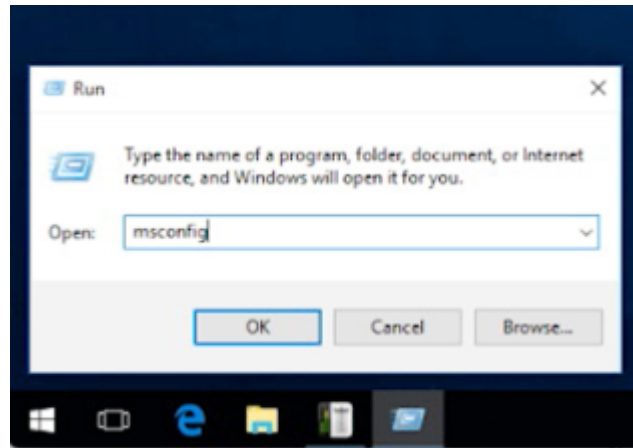 Run
Type the name of a program, folder, document, or Internet
resource, and Windows will open it for you.
Open: msconfig
OK Cancel Browse...